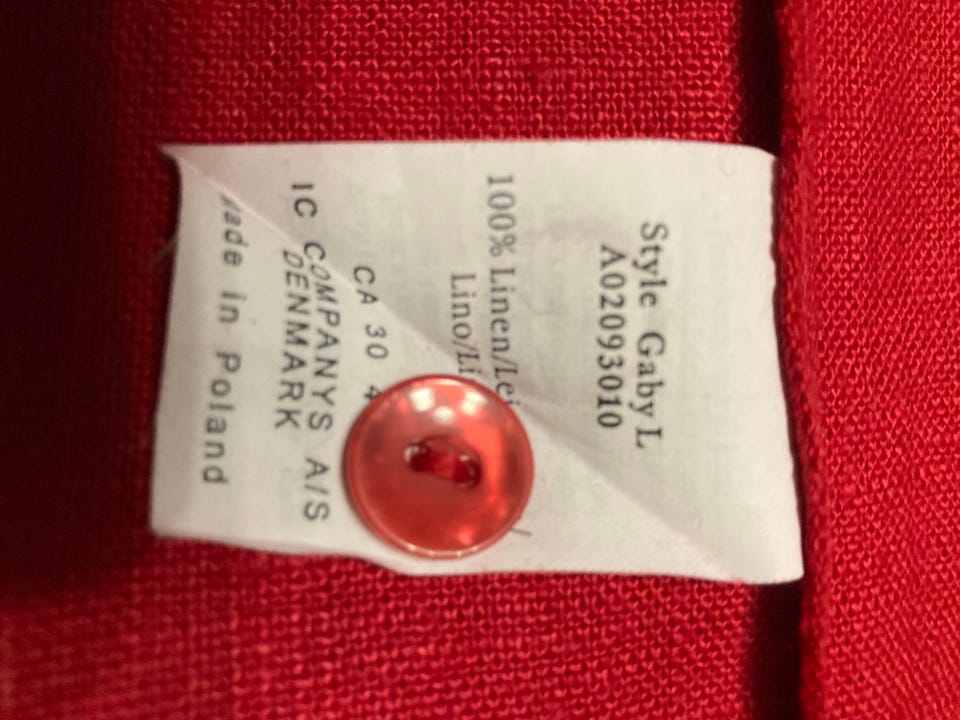 Style Gaby L
A02093010
100% Linen/Lei
Lino/Li
CA 30 4
IC COMPANYS A/S
DENMARK
ade in Poland